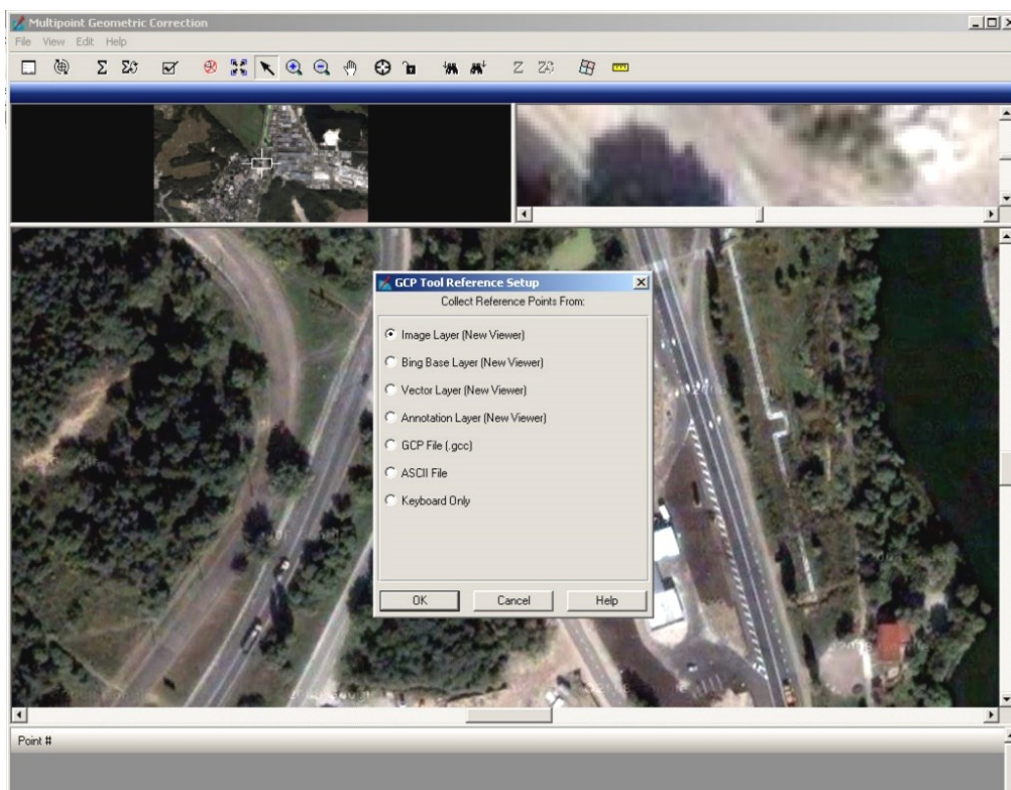 Multipoint Geometric Correction
File View Edit Help
GCP Tool Reference Setup
Collect Reference Points From:
Image Layer (New Viewer)
Bing Base Layer (New Viewer)
Vector Layer (New Viewer)
Annotation Layer (New Viewer)
GCP File (.gcc)
ASCII File
Keyboard Only
OK Cancel Help
Point #